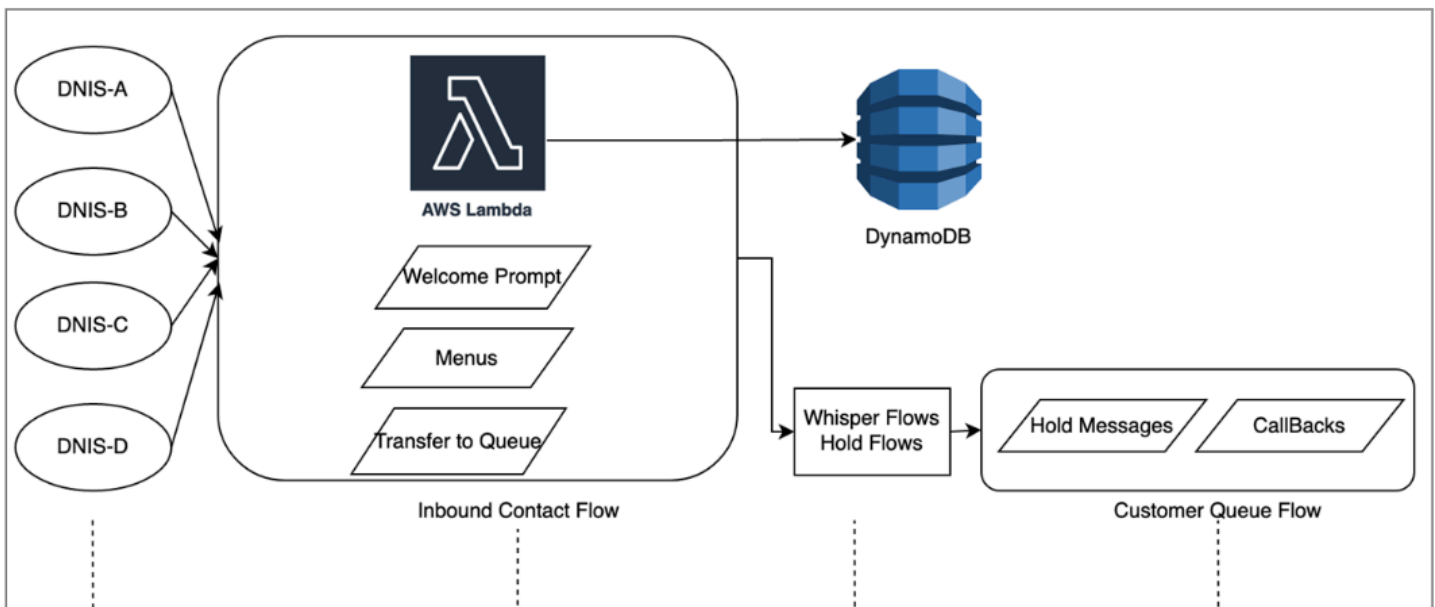 DNIS-A
DNIS-B
DNIS-C
DNIS-D
AWS Lambda
Welcome Prompt
Menus
Transfer to Queue
Inbound Contact Flow
DynamoDB
Whisper Flows
Hold Flows
Hold Messages
CallBacks
Customer Queue Flow